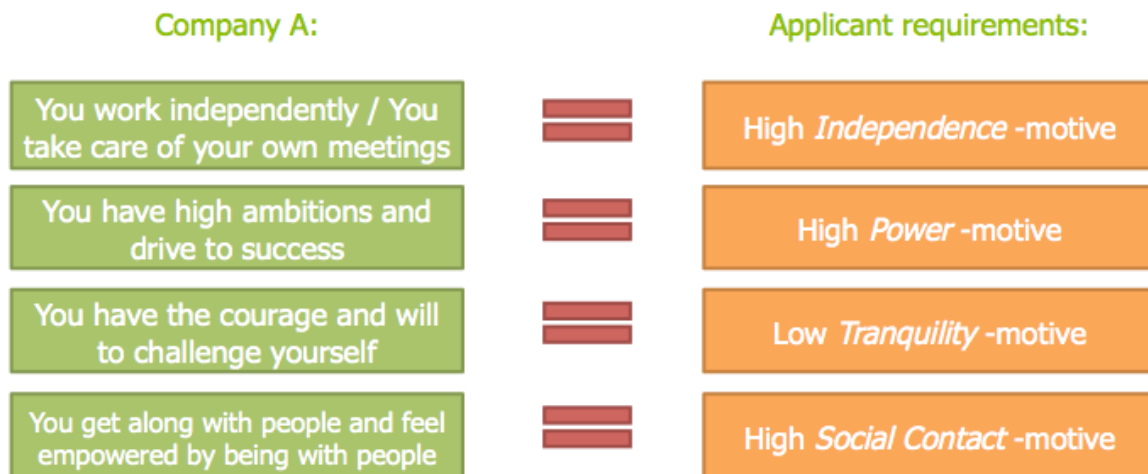 Company A:
Applicant requirements:
You work independently / You
take care of your own meetings
High Independence -motive
You have high ambitions and
drive to success
High Power -motive
You have the courage and will
to challenge yourself
Low Tranquility -motive
You get along with people and feel
empowered by being with people
High Social Contact -motive